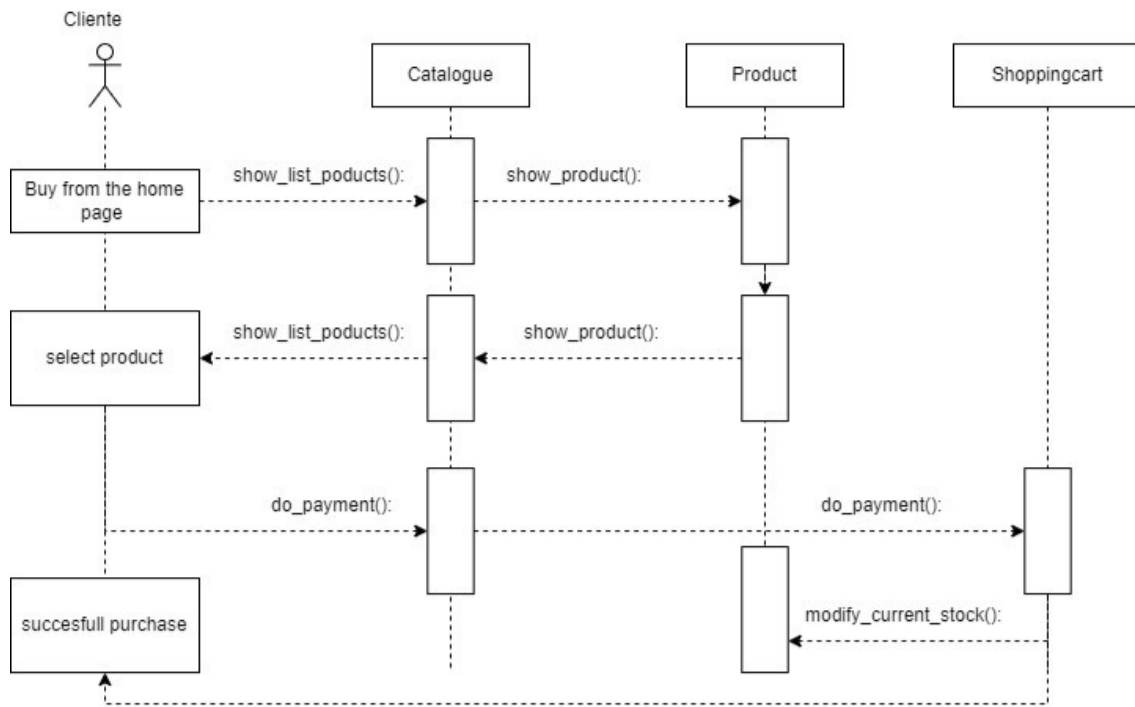 Cliente
Catalogue
Product
Shoppingcart
Buy from the home
page
show_list_poducts():
show_product():
select product
show_list_poducts():
show_product():
do_payment():
do_payment():
succesfull purchase
modify_current_stock():